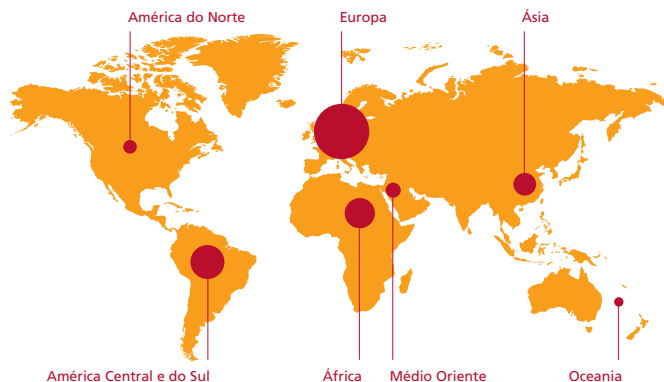 América do Norte
Europa
Ásia
América Central e do Sul
África
Médio Oriente
Oceania